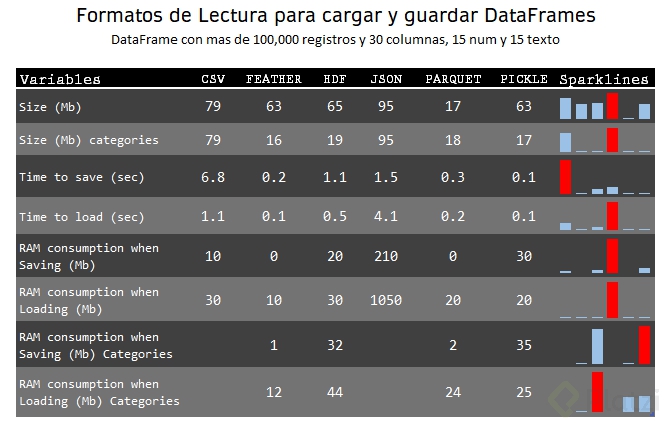 Formatos de Lectura para cargar y guardar DataFrames
DataFrame con mas de 100,000 registros y 30 columnas, 15 num y 15 texto
Variables CSV FEATHER HDF JSON PARQUET PICKLE Sparklines
Size (Mb) 79 63 65 95 17 63
Size (Mb) categories 79 16 19 95 18 17
Time to save (sec) 6.8 0.2 1.1 1.5 0.3 0.1
Time to load (sec) 1.1 0.1 0.5 4.1 0.2 0.1
RAM consumption when
Saving (Mb) 10 0 20 210 0 30
RAM consumption when
Loading (Mb) 30 10 30 1050 20 20
RAM consumption when
Saving (Mb) Categories 1 32 2 35
RAM consumption when
Loading (Mb) Categories 12 44 24 25